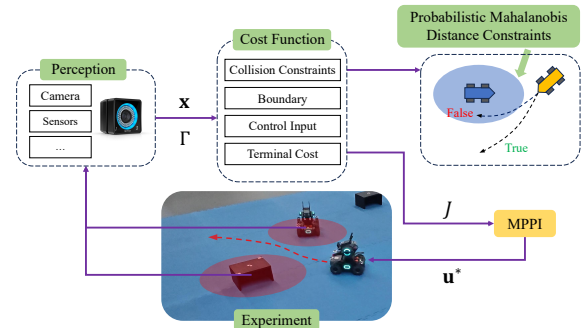 Probabilistic Mahalanobis
Distance Constraints
Cost Function
Perception
Collision Constraints
Camera
Boundary
Sensors
Control Input
...
Terminal Cost
𝐱
Γ
False
True
J
MPPI
𝐮*
Experiment